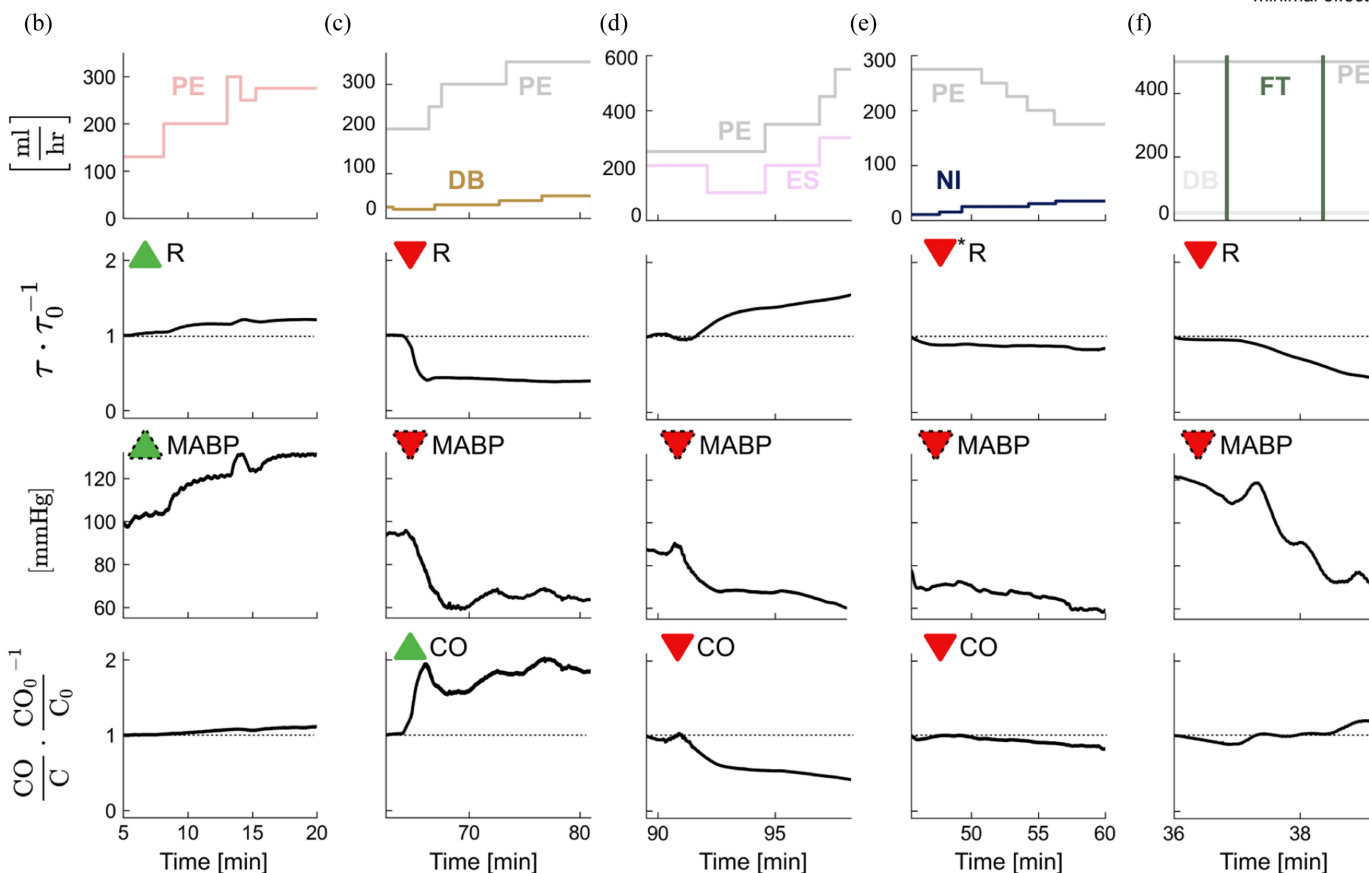 minimal effect
(b) (c) (d) (e) (f)
[ml/hr]
300 200 100 0
PE
300 200 100 0
PE
DB
600 400 200 0
PE
ES
300 200 100 0
PE
NI
400 200 0
PE
FT
DB
τ · τ₀⁻¹
2 1 0
R
R
*R
R
[mmHg]
120 100 80 60
MABP
MABP
MABP
MABP
MABP
CO/C · CO₀⁻¹/C₀
2 1 0
CO
CO
CO
5 10 15 20
70 80
90 95
50 55 60
36 38
Time [min] Time [min] Time [min] Time [min] Time [min]